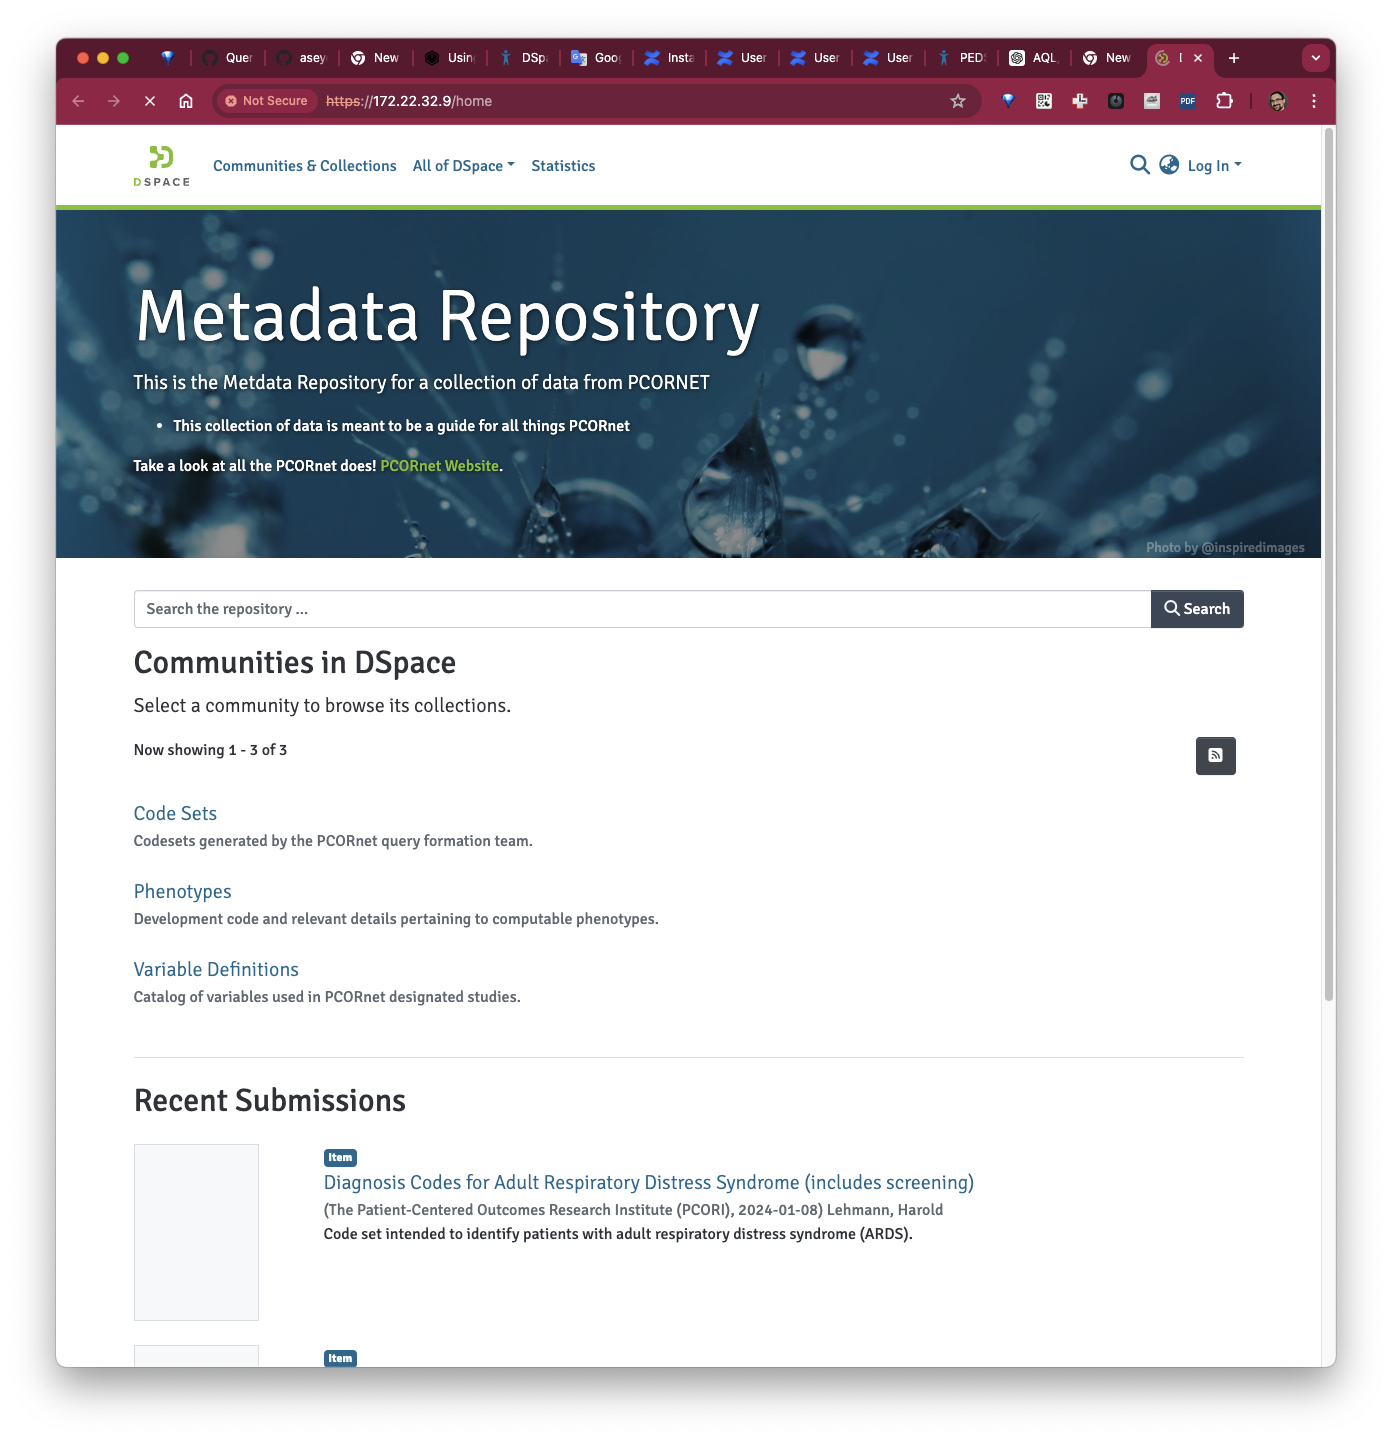 Quer
asey
New
Using
DSpa
Goog
Insta
User
User
User
PEDS
AQL,
New
Not Secure
https://172.22.32.9/home
PDF
DSPACE
Communities & Collections
All of DSpace
Statistics
Log In
Metadata Repository
This is the Metdata Repository for a collection of data from PCORNET
• This collection of data is meant to be a guide for all things PCORnet
Take a look at all the PCORnet does! PCORnet Website.
Photo by @inspiredimages
Search the repository ...
Search
Communities in DSpace
Select a community to browse its collections.
Now showing 1 - 3 of 3
Code Sets
Codesets generated by the PCORnet query formation team.
Phenotypes
Development code and relevant details pertaining to computable phenotypes.
Variable Definitions
Catalog of variables used in PCORnet designated studies.
Recent Submissions
Item
Diagnosis Codes for Adult Respiratory Distress Syndrome (includes screening)
(The Patient-Centered Outcomes Research Institute (PCORI), 2024-01-08) Lehmann, Harold
Code set intended to identify patients with adult respiratory distress syndrome (ARDS).
Item